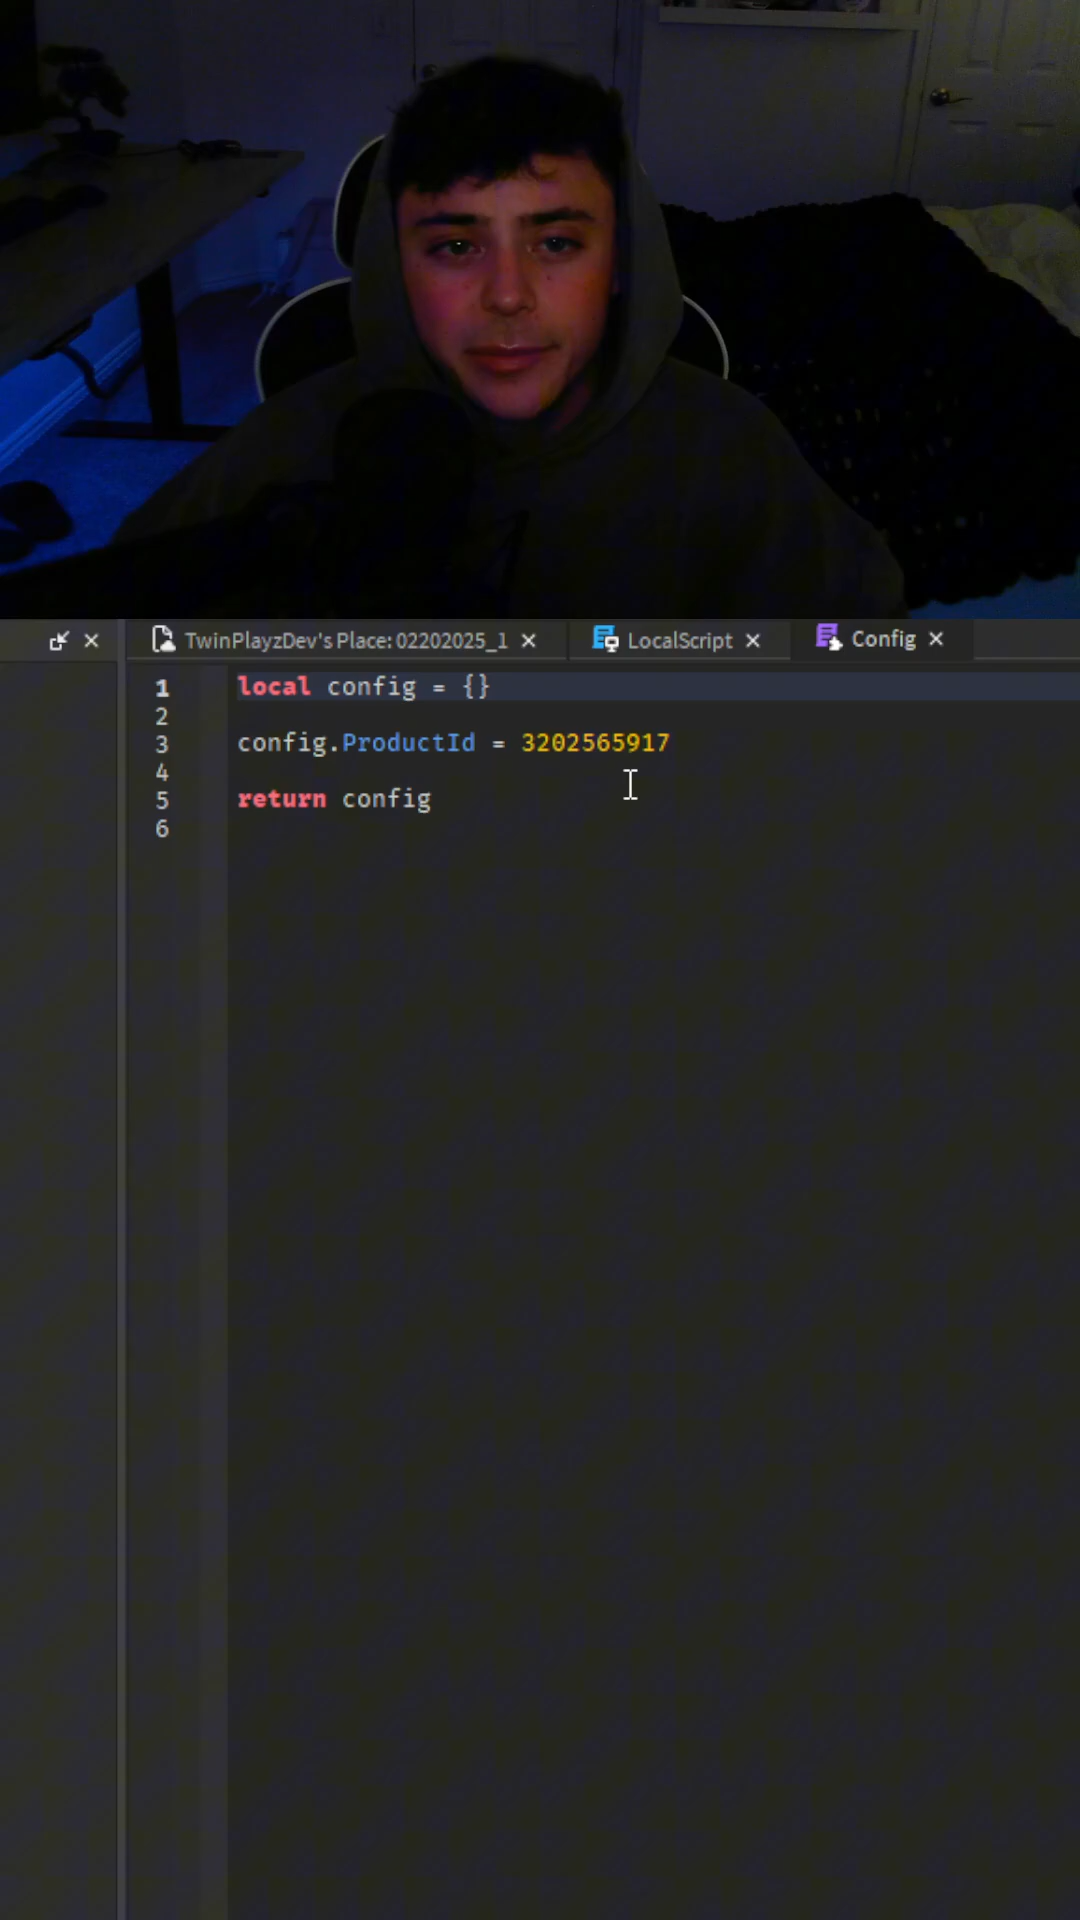 TwinPlayzDev's Place: 02202025_1 LocalScript Config
1 local config = {}
2
3 config.ProductId = 3202565917
4
5 return config
6